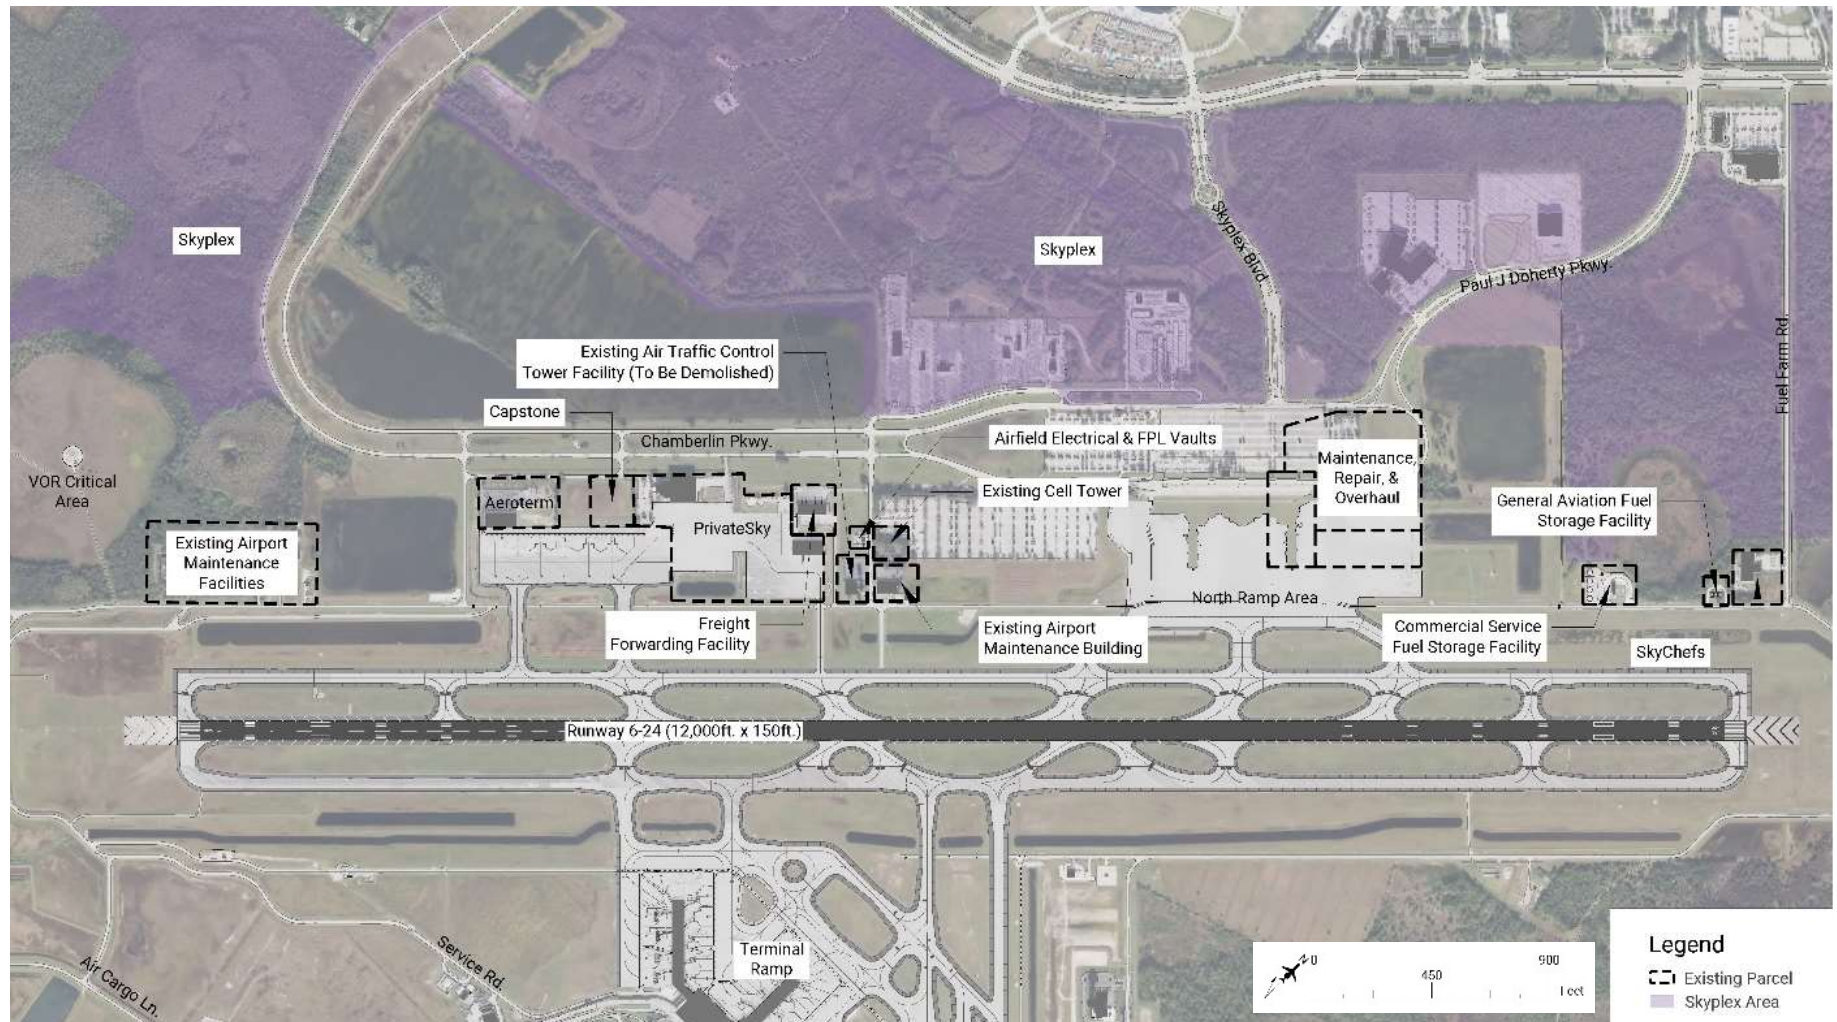 Skyplex
Skyplex
Skyplex Blvd.
Paul J Doherty Pkwy.
Fuel Farm Rd.
Existing Air Traffic Control
Tower Facility (To Be Demolished)
Capstone
Chamberlin Pkwy.
Airfield Electrical & FPL Vaults
Maintenance,
Repair, &
Overhaul
VOR Critical
Area
Aeroterm
Existing Cell Tower
General Aviation Fuel
Storage Facility
PrivateSky
Existing Airport
Maintenance
Facilities
North Ramp Area
Freight
Forwarding Facility
Existing Airport
Maintenance Building
Commercial Service
Fuel Storage Facility
SkyChefs
Runway 6-24 (12,000ft. x 150ft.)
Terminal
Ramp
Service Rd.
Air Cargo Ln.
N
0
450
900
Feet
Legend
Existing Parcel
Skyplex Area